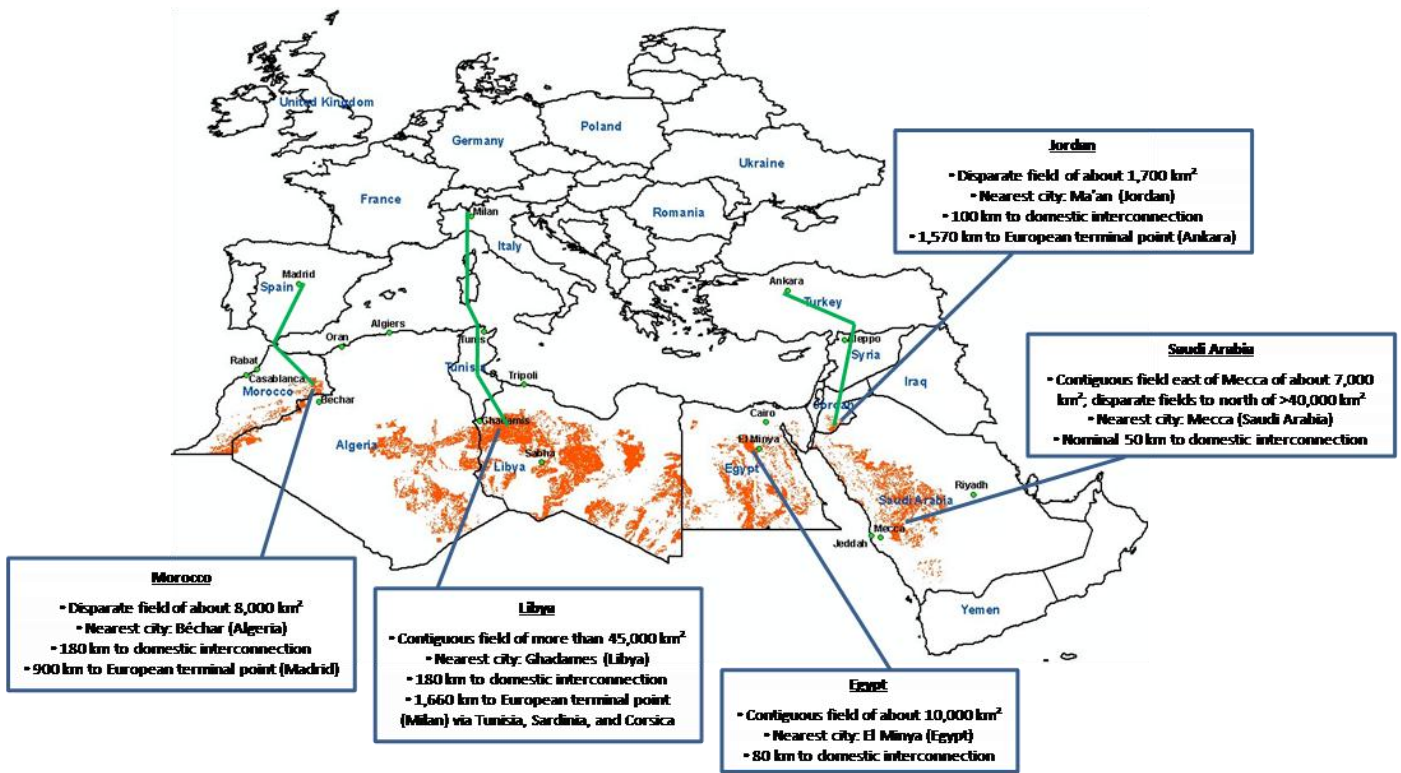 United Kingdom
Germany
Poland
Ukraine
France
Romania
Milan
Italy
Madrid
Spain
Ankara
Turkey
Algiers
Oran
Tunis
Aleppo
Syria
Rabat
Casablanca
Tunisia
Tripoli
Iraq
Morocco
Béchar
Jordan
Cairo
Ghadamis
El Minya
Algeria
Libya
Sabha
Egypt
Riyadh
Saudi Arabia
Mecca
Jeddah
Yemen
Jordan
• Disparate field of about 1,700 km²
• Nearest city: Ma'an (Jordan)
• 100 km to domestic interconnection
• 1,570 km to European terminal point (Ankara)
Saudi Arabia
• Contiguous field east of Mecca of about 7,000
km²; disparate fields to north of >40,000 km²
• Nearest city: Mecca (Saudi Arabia)
• Nominal 50 km to domestic interconnection
Morocco
• Disparate field of about 8,000 km²
• Nearest city: Béchar (Algeria)
• 180 km to domestic interconnection
• 900 km to European terminal point (Madrid)
Libya
• Contiguous field of more than 45,000 km²
• Nearest city: Ghadames (Libya)
• 180 km to domestic interconnection
• 1,660 km to European terminal point
(Milan) via Tunisia, Sardinia, and Corsica
Egypt
• Contiguous field of about 10,000 km²
• Nearest city: El Minya (Egypt)
• 80 km to domestic interconnection